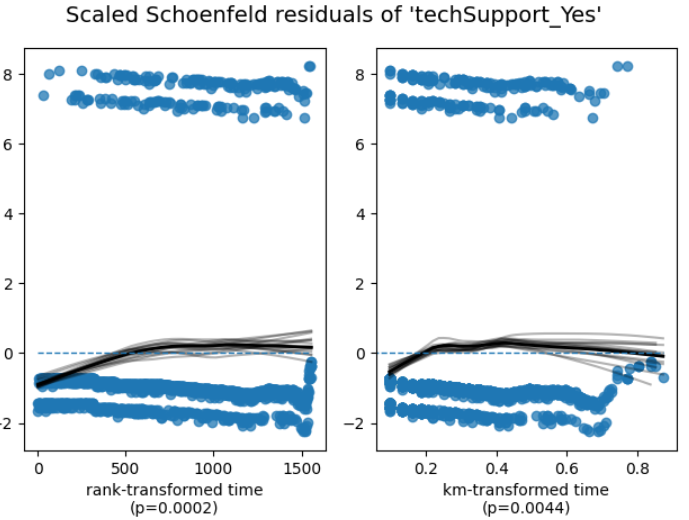 Scaled Schoenfeld residuals of 'techSupport_Yes'
8
6
4
2
0
−2
0 500 1000 1500
rank-transformed time
(p=0.0002)
8
6
4
2
0
−2
0.2 0.4 0.6 0.8
km-transformed time
(p=0.0044)